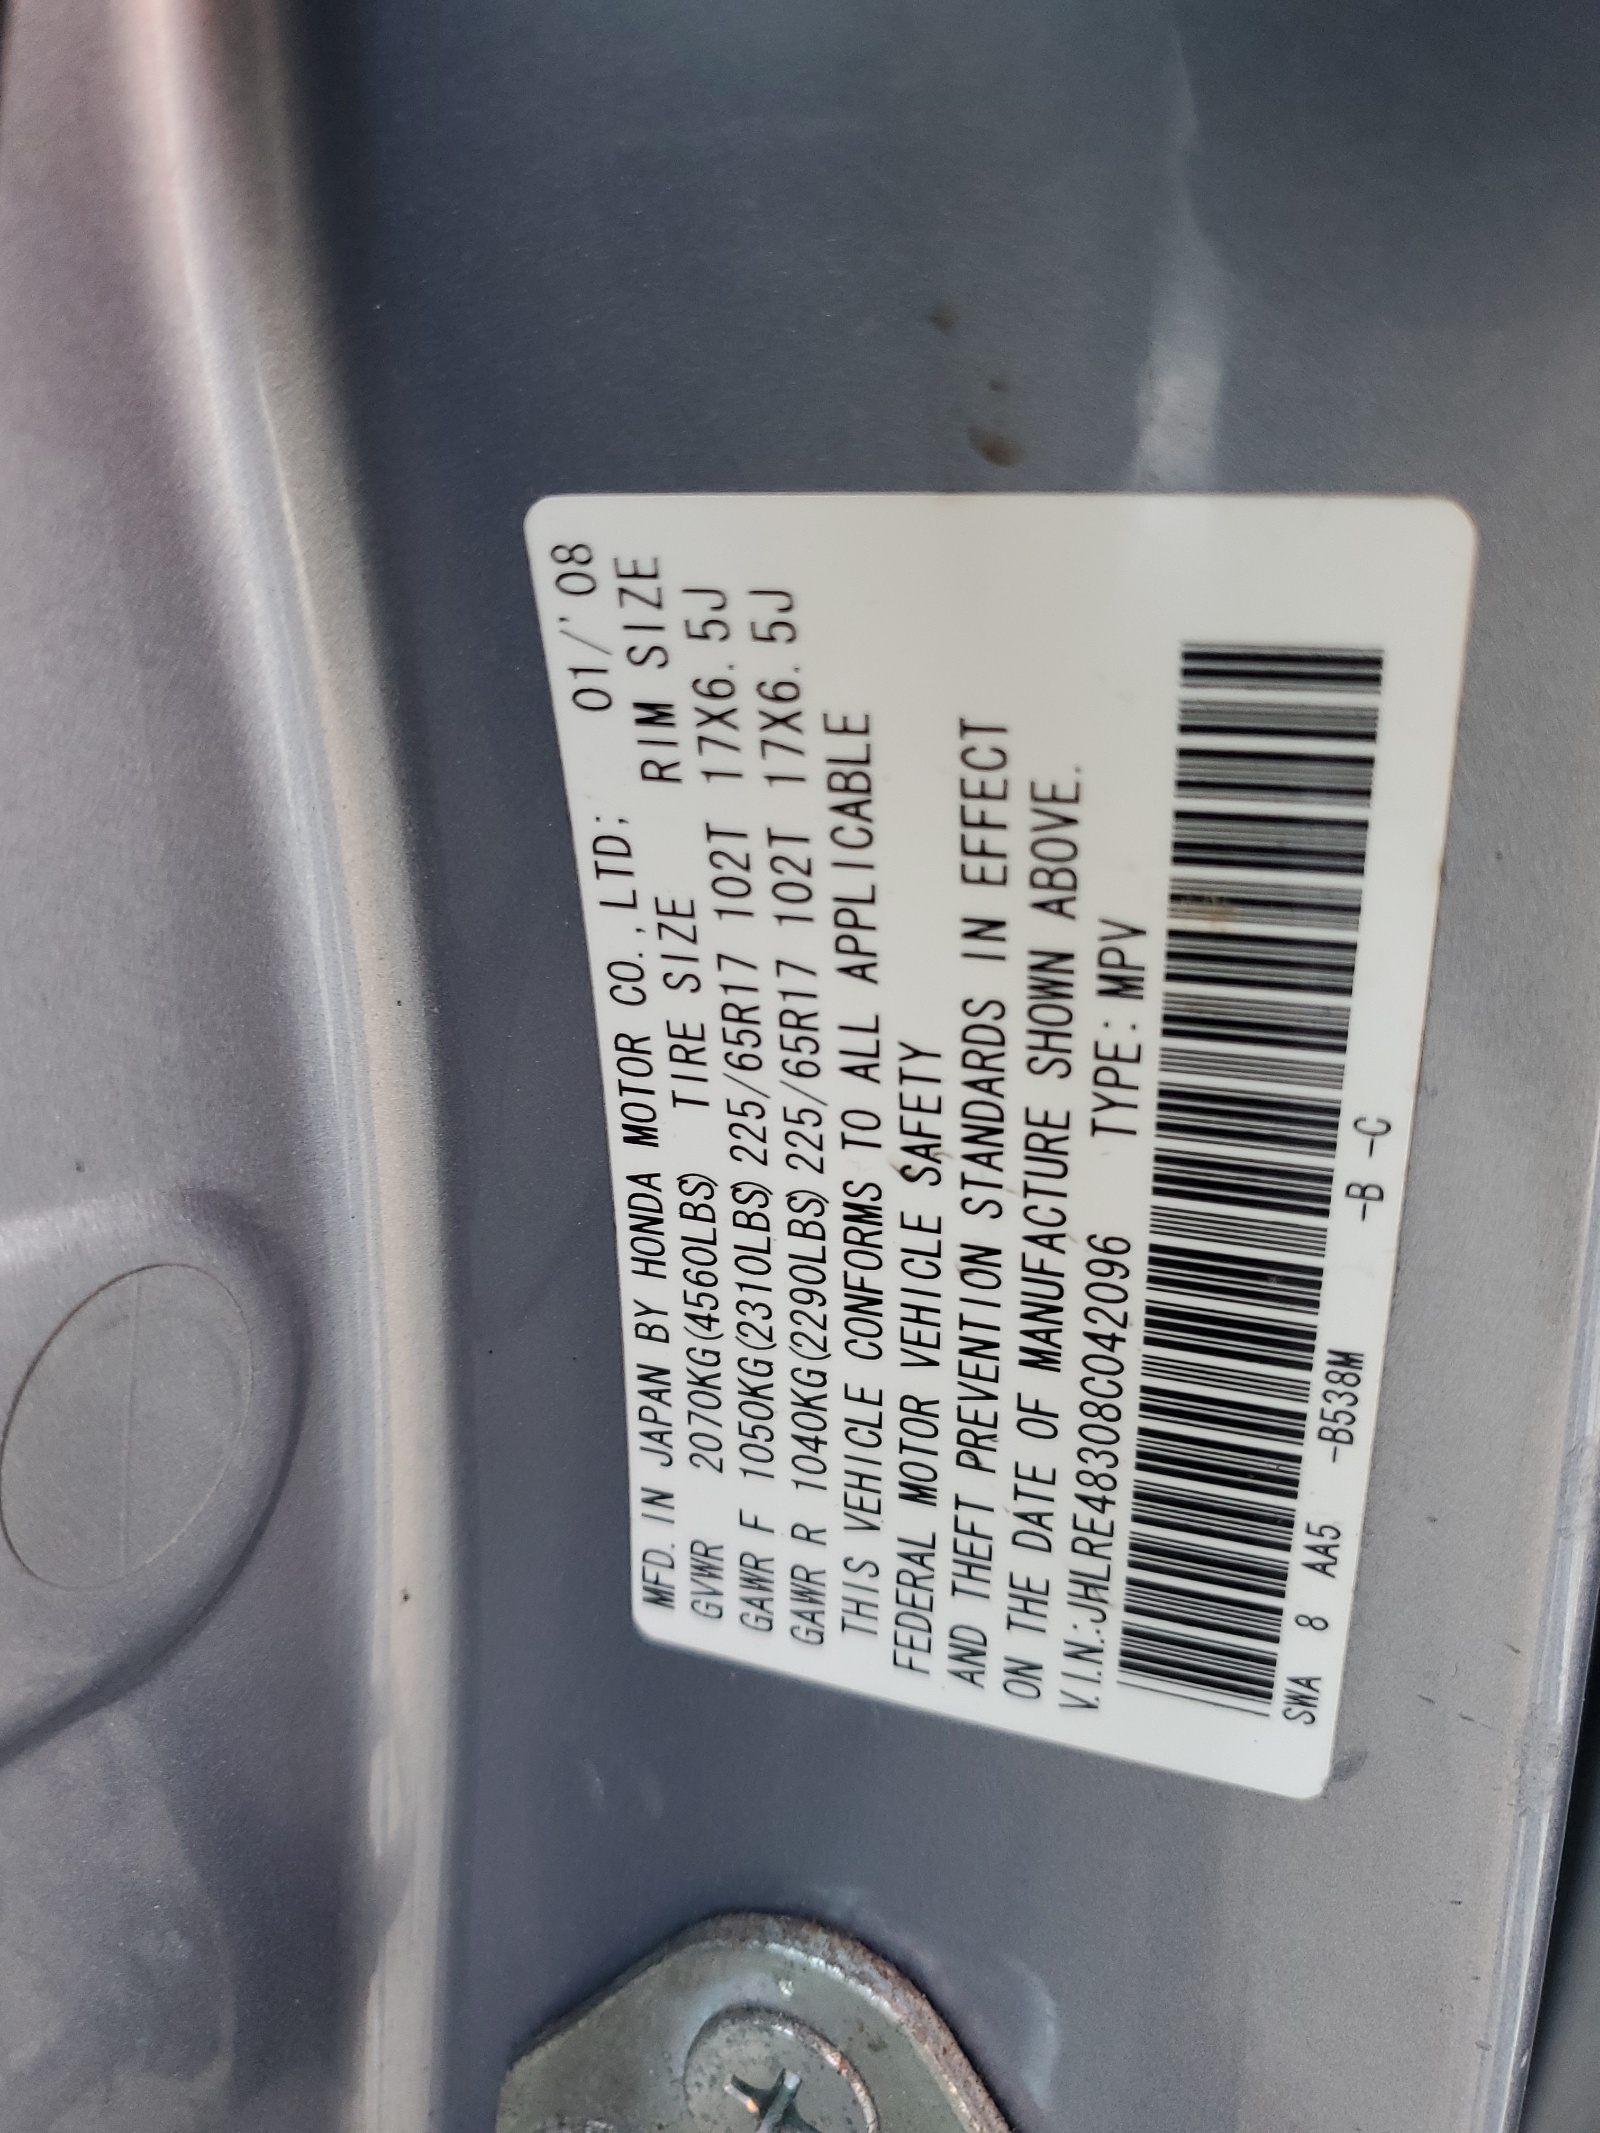 MFD. IN JAPAN BY HONDA MOTOR CO., LTD; 01/'08
GVWR 2070KG(4560LBS) TIRE SIZE RIM SIZE
GAWR F 1050KG(2310LBS) 225/65R17 102T 17X6.5J
GAWR R 1040KG(2290LBS) 225/65R17 102T 17X6.5J
THIS VEHICLE CONFORMS TO ALL APPLICABLE
FEDERAL MOTOR VEHICLE SAFETY
AND THEFT PREVENTION STANDARDS IN EFFECT
ON THE DATE OF MANUFACTURE SHOWN ABOVE.
V.I.N.:JHLRE48308C042096 TYPE: MPV
SWA 8 AA5 -B538M -B -C